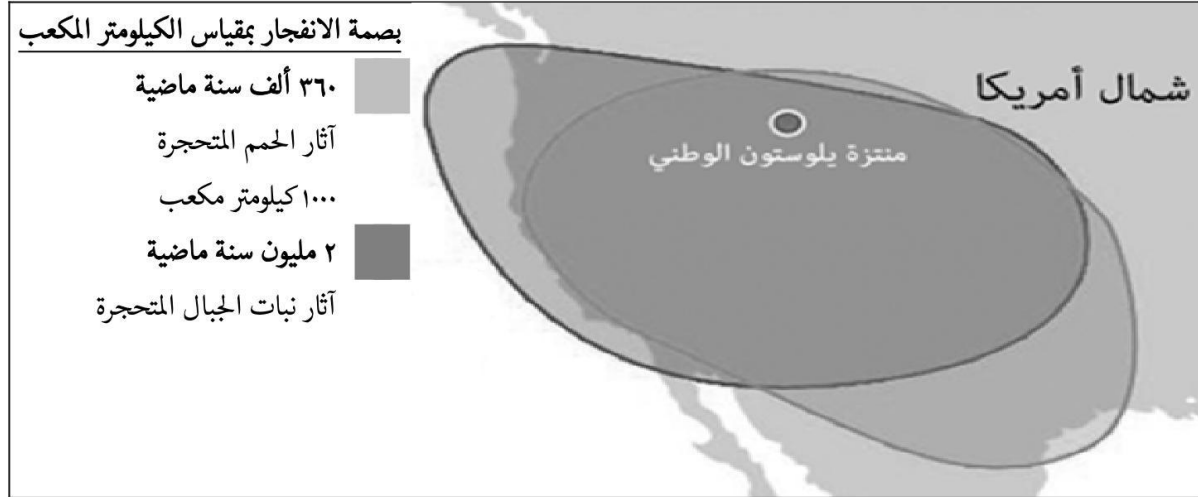 بصمة الانفجار بمقياس الكيلومتر المكعب
٣٦٠ ألف سنة ماضية
آثار الحمم المتحجرة
١٠٠٠ كيلومتر مكعب
٢ مليون سنة ماضية
آثار نبات الجبال المتحجرة
شمال أمريكا
منتزة يلوستون الوطني